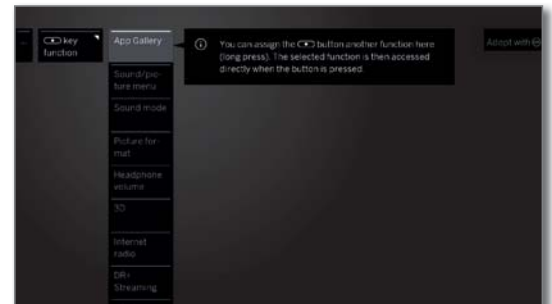 key
function
App Gallery
You can assign the button another function here
(long press). The selected function is then accessed
directly when the button is pressed.
Adopt with
Sound/pic-
ture menu
Sound mode
Picture for-
mat
Headphone
volume
3D
Internet
radio
DR+
Streaming